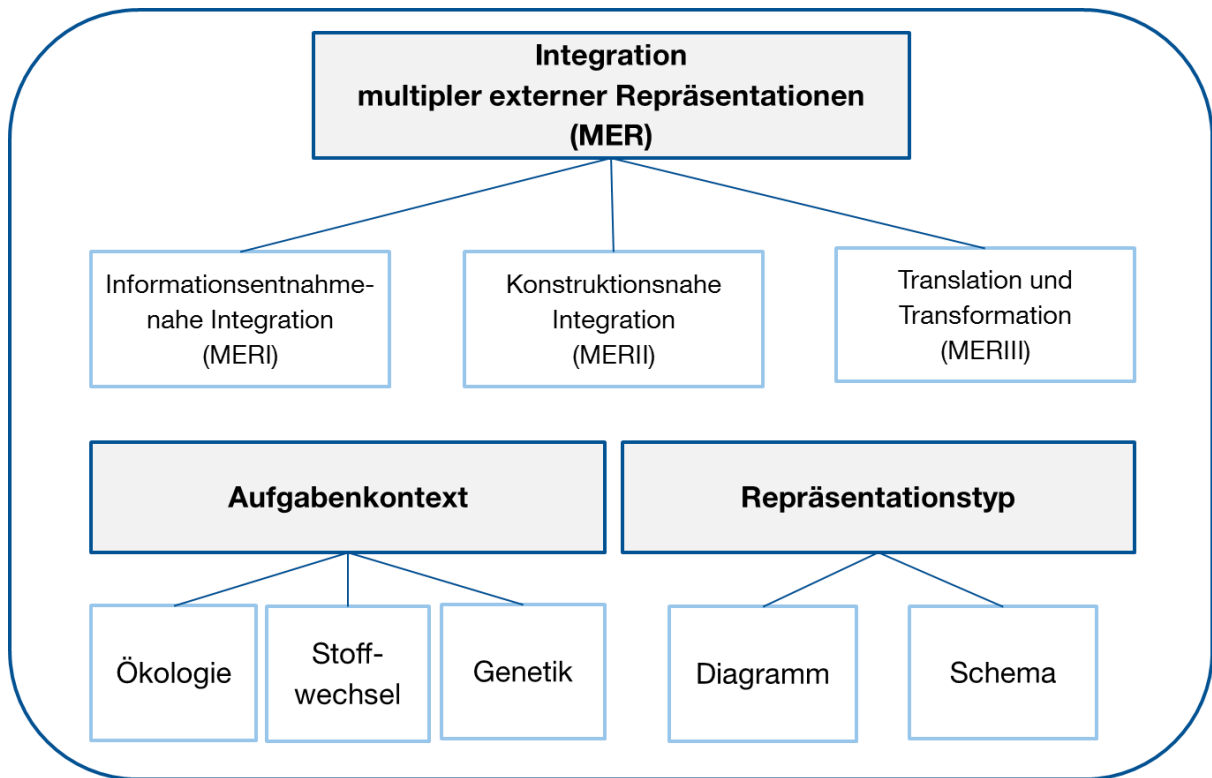 Integration
multipler externer Repräsentationen
(MER)
Informationsentnahme-
nahe Integration
(MERI)
Konstruktionsnahe
Integration
(MERII)
Translation und
Transformation
(MERIII)
Aufgabenkontext
Repräsentationstyp
Ökologie
Stoff-
wechsel
Genetik
Diagramm
Schema